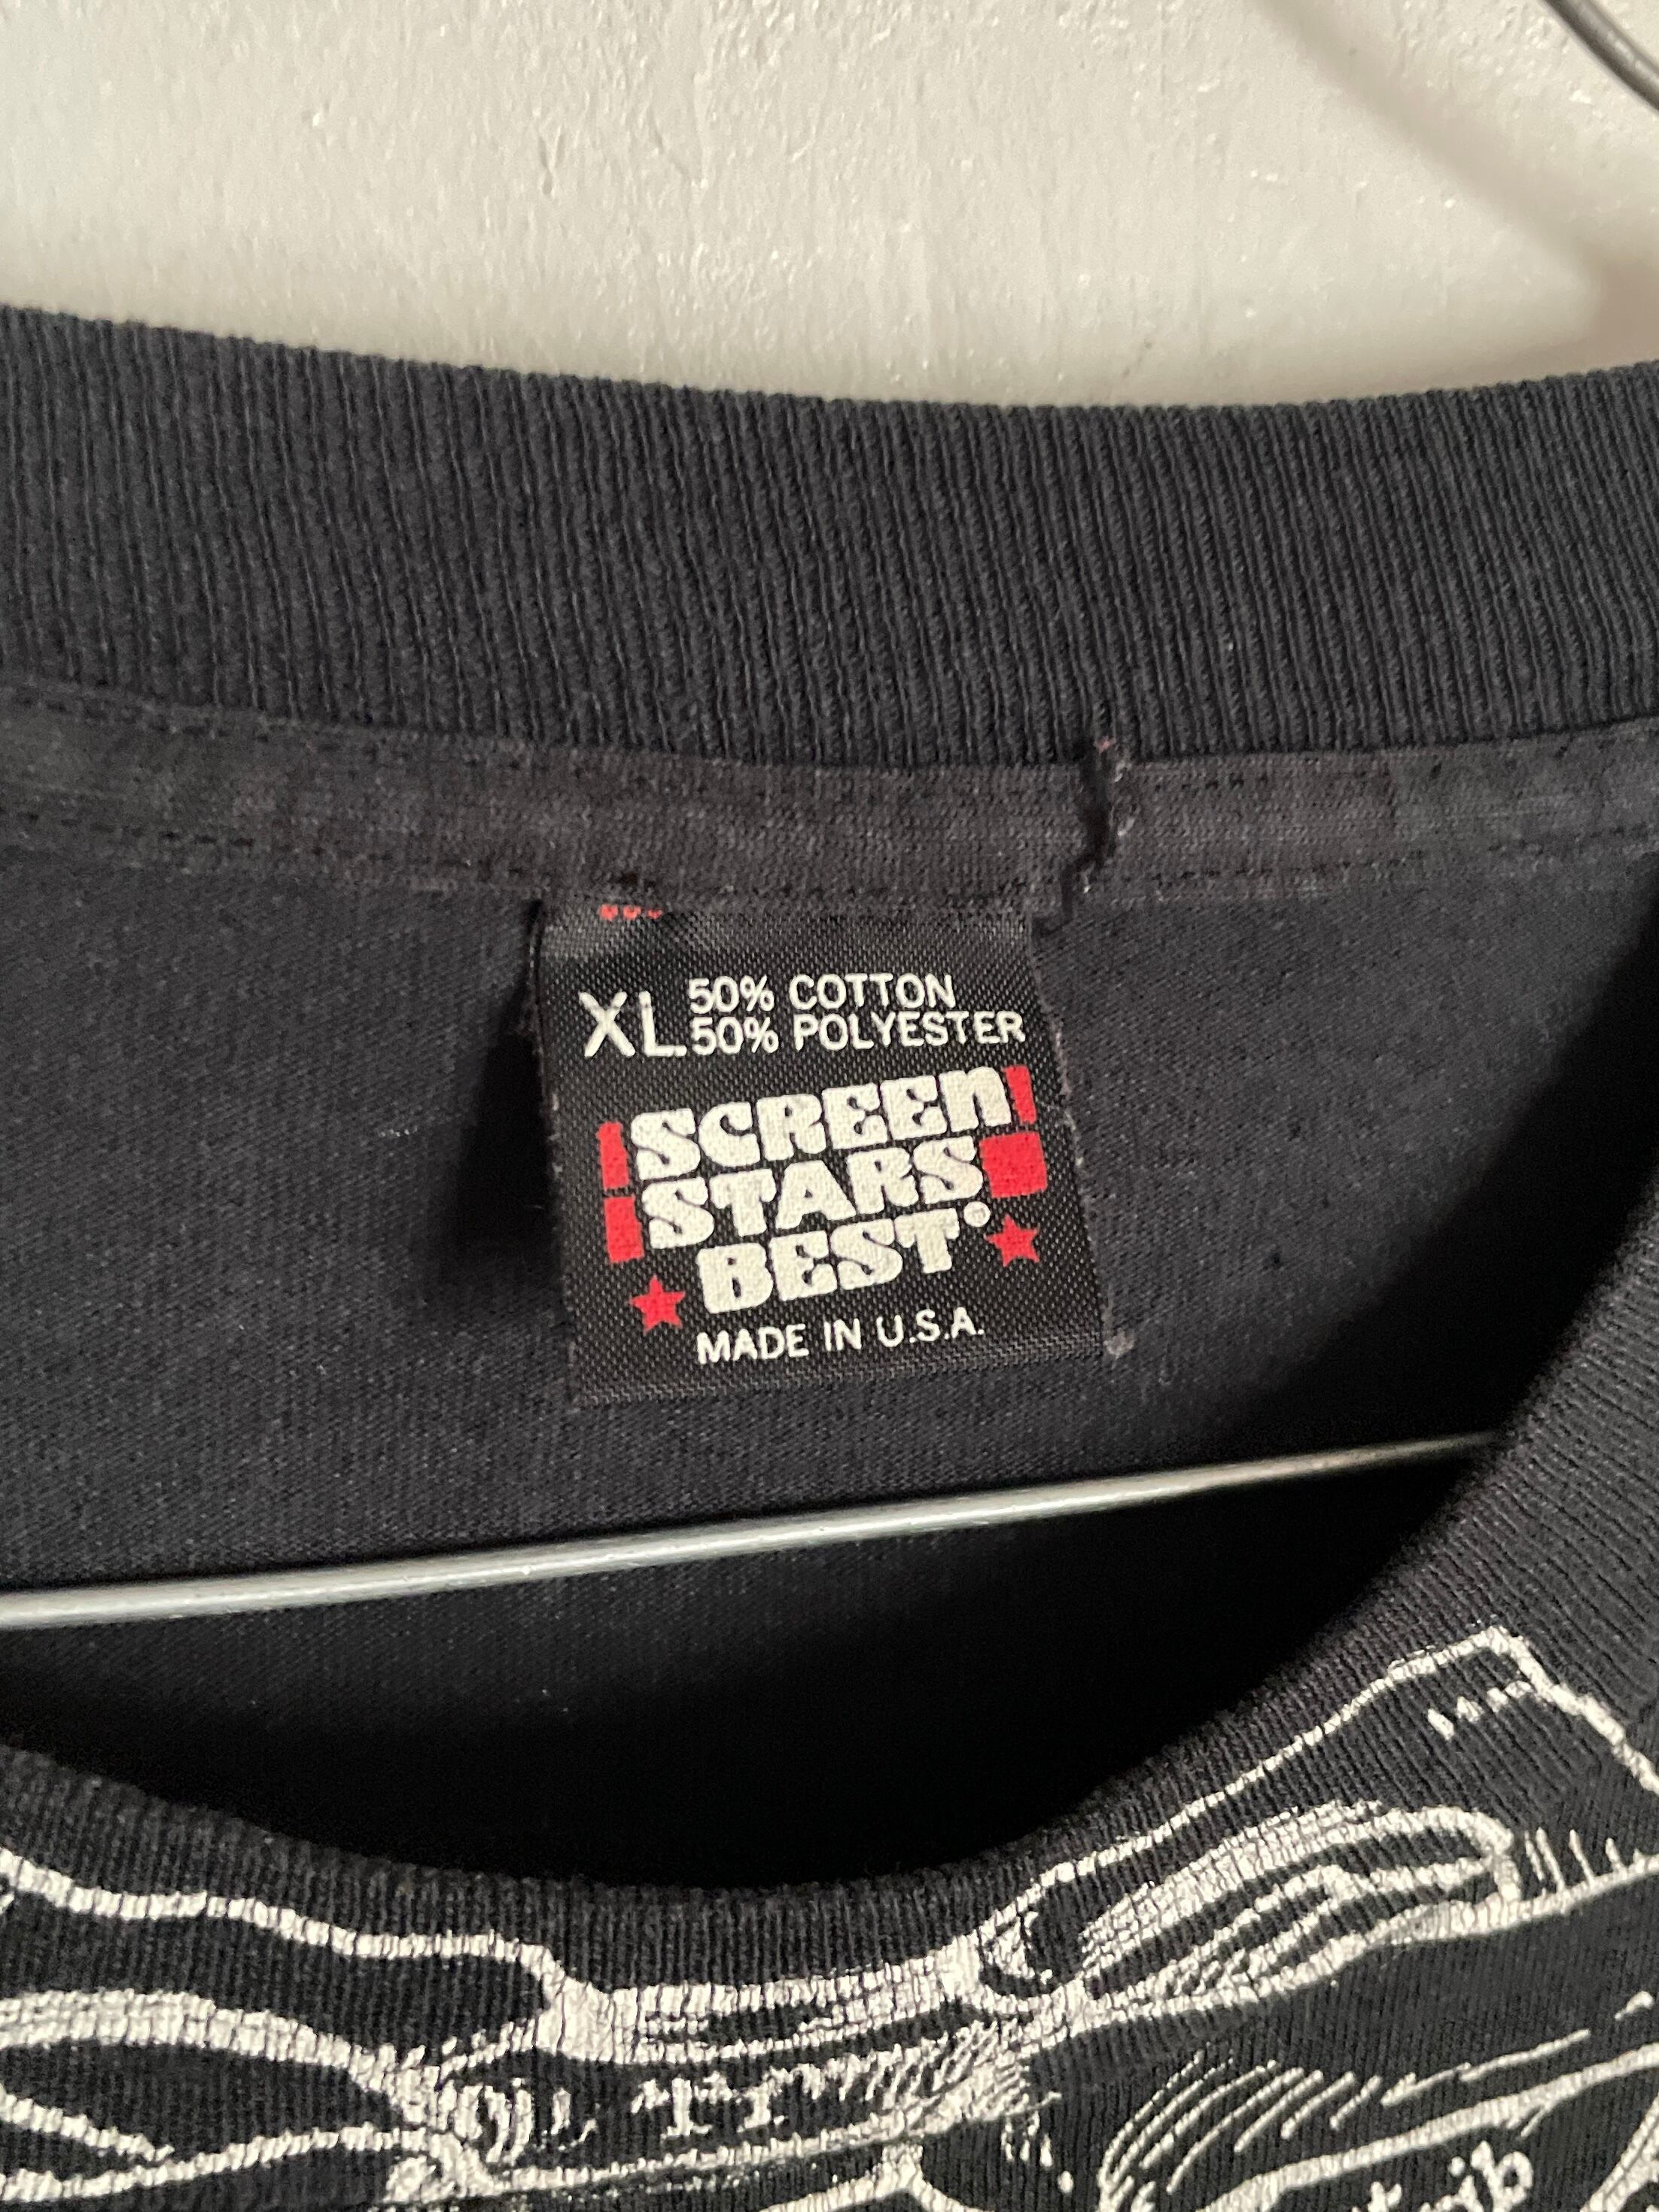 XL 50% COTTON
50% POLYESTER
SCREEN
STARS
BEST®
MADE IN U.S.A.